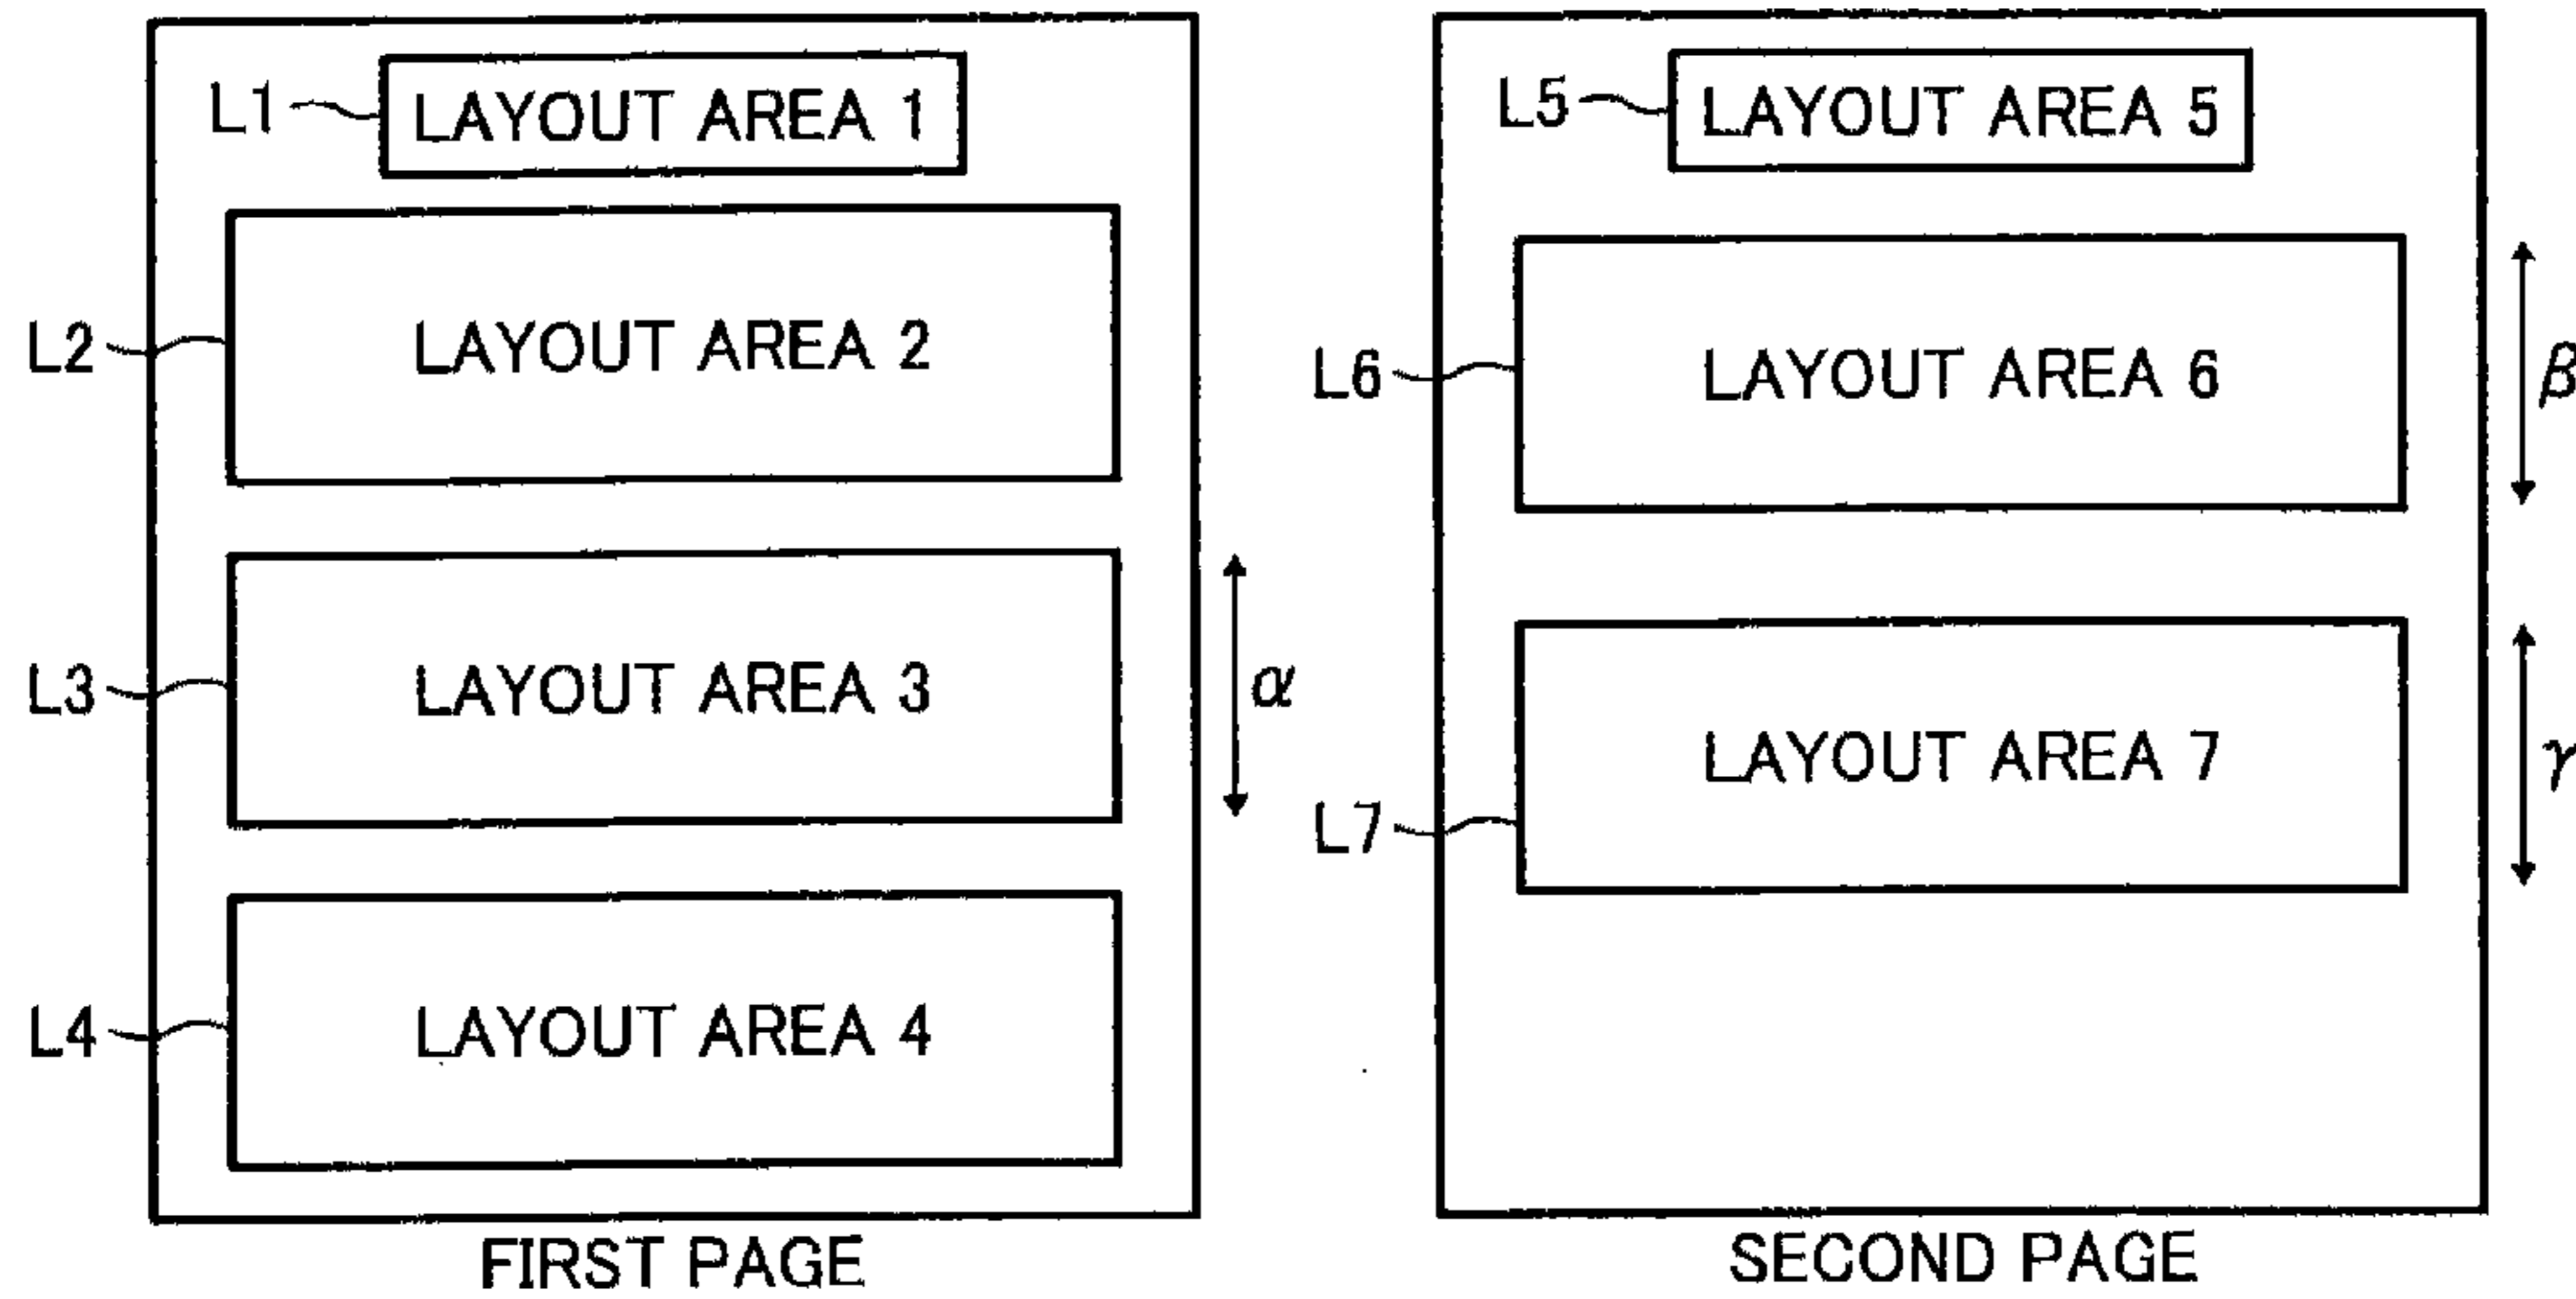 L1 LAYOUT AREA 1
L2 LAYOUT AREA 2
L3 LAYOUT AREA 3 α
L4 LAYOUT AREA 4
FIRST PAGE
L5 LAYOUT AREA 5
L6 LAYOUT AREA 6 β
LAYOUT AREA 7 γ
L7
SECOND PAGE